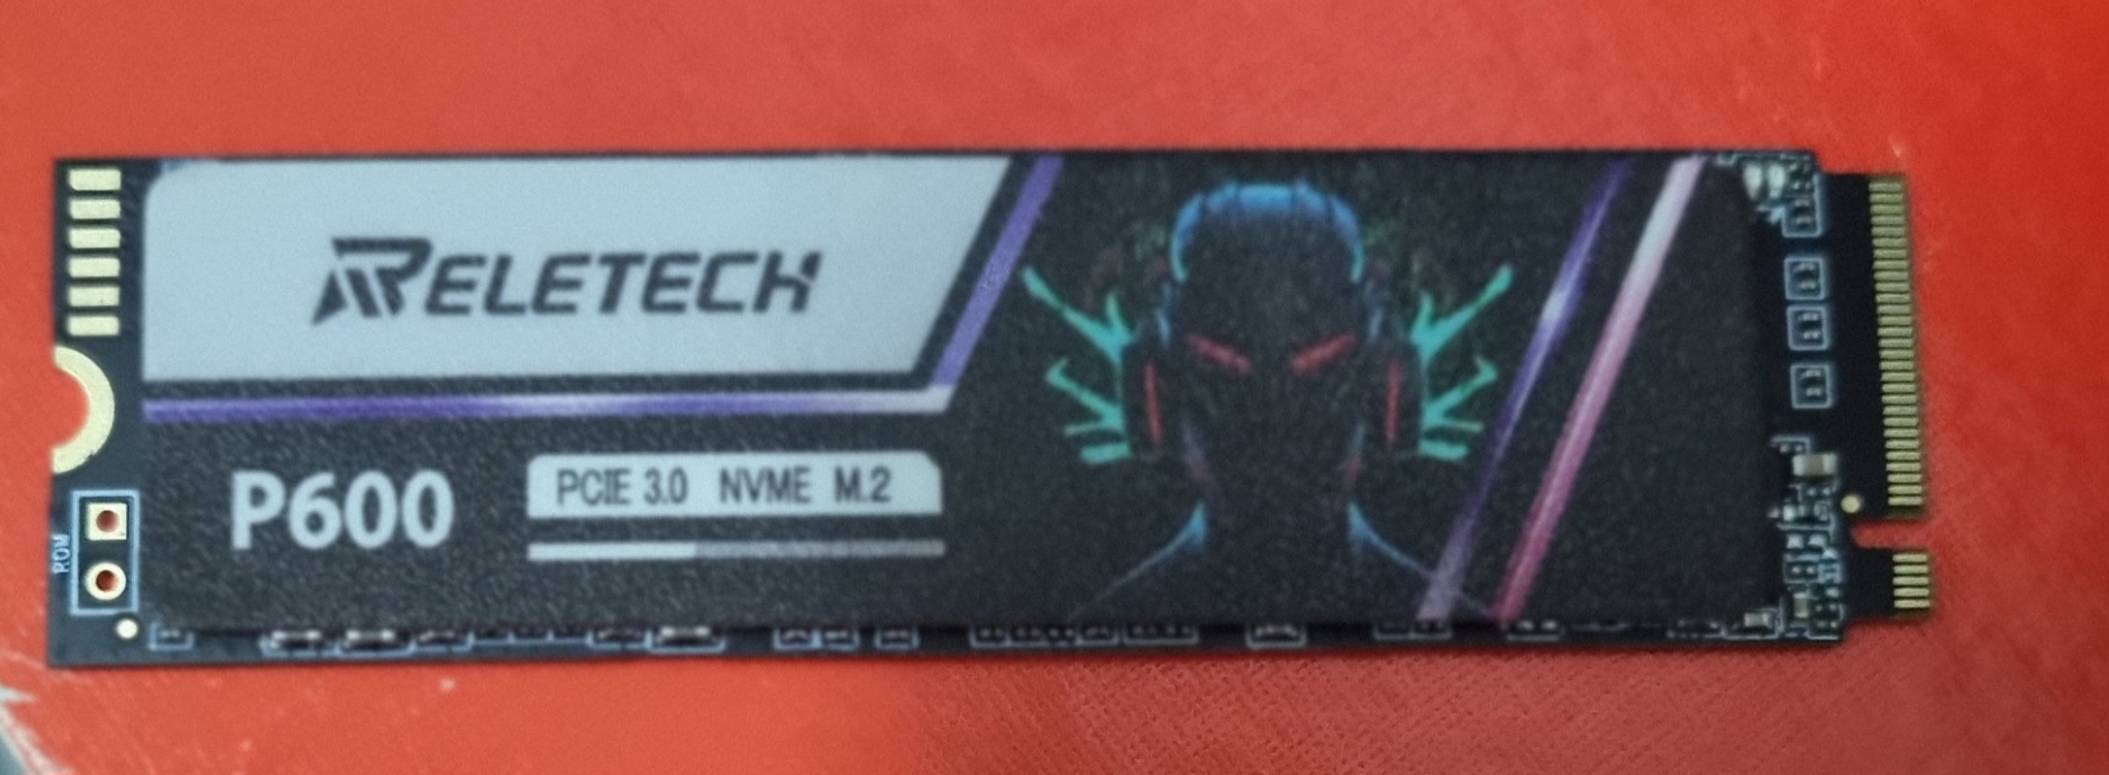 RELETECH
P600
PCIE 3.0 NVME M.2
ROM